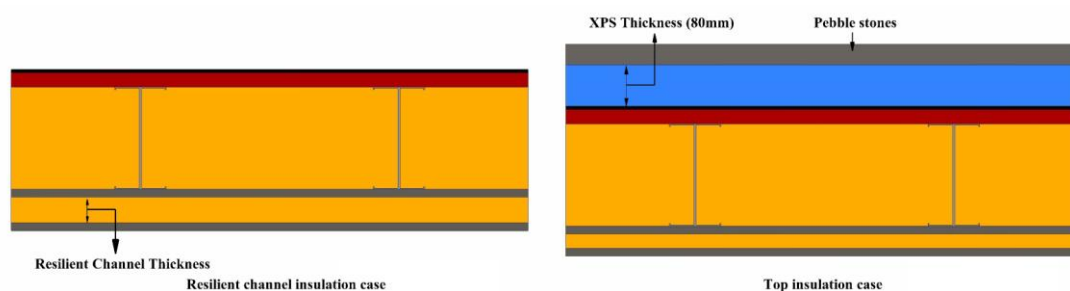 XPS Thickness (80mm)
Pebble stones
Resilient Channel Thickness
Resilient channel insulation case
Top insulation case